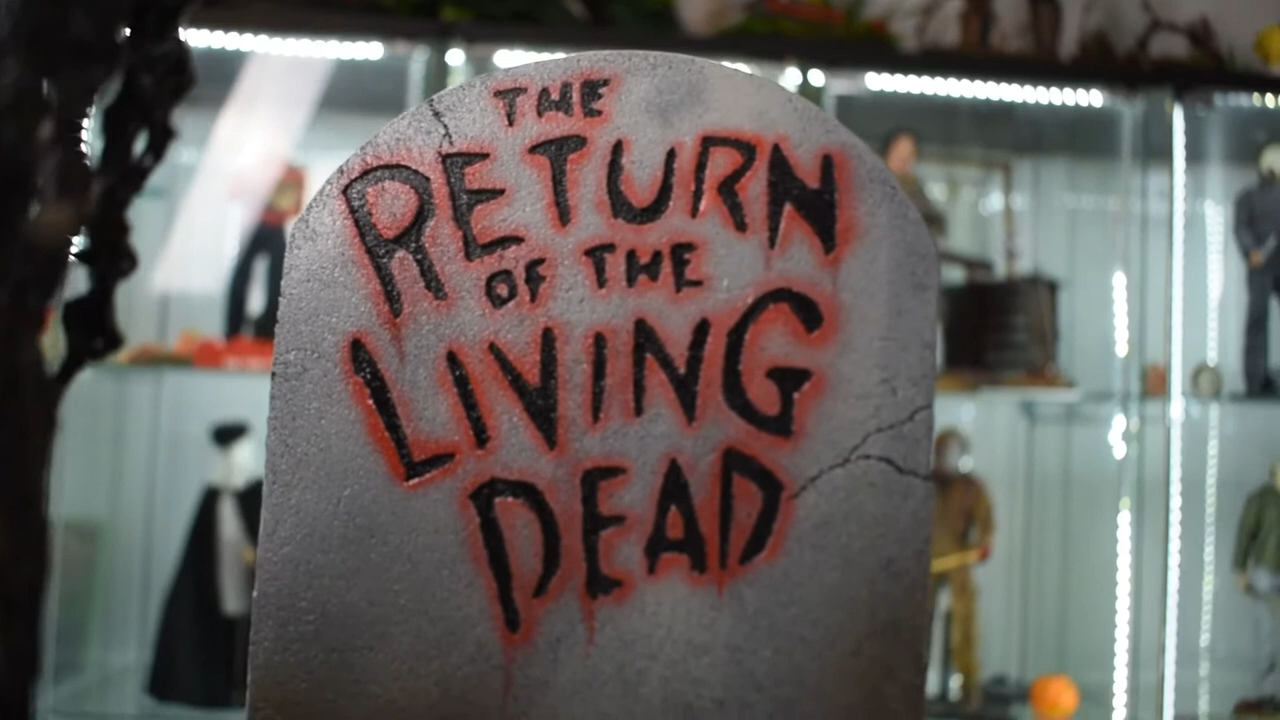 THE
RETURN
OF THE
LIVING
DEAD